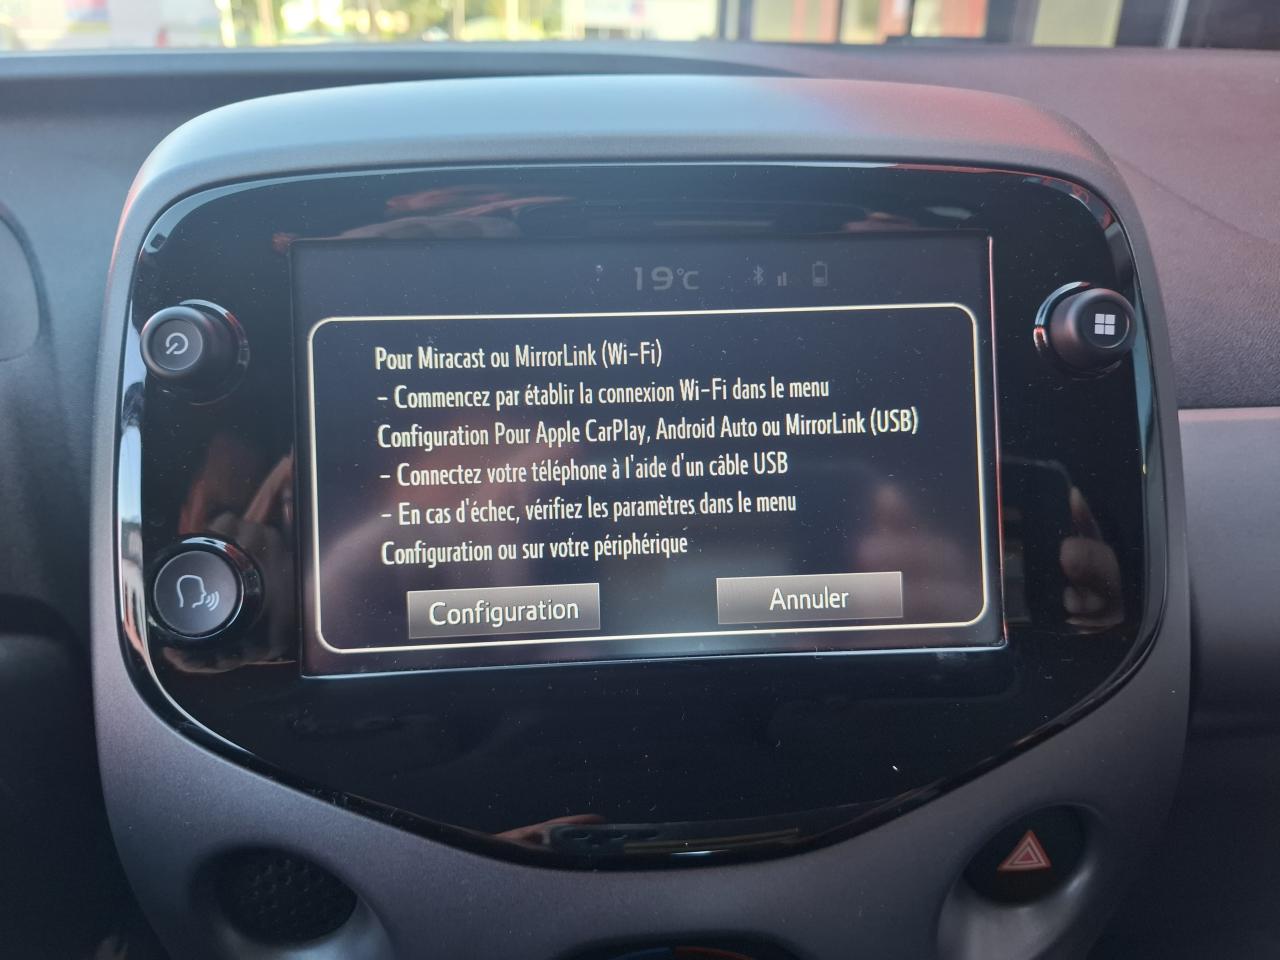 19°C
Pour Miracast ou MirrorLink (Wi-Fi)
- Commencez par établir la connexion Wi-Fi dans le menu
Configuration Pour Apple CarPlay, Android Auto ou MirrorLink (USB)
- Connectez votre téléphone à l'aide d'un câble USB
- En cas d'échec, vérifiez les paramètres dans le menu
Configuration ou sur votre périphérique
Configuration
Annuler